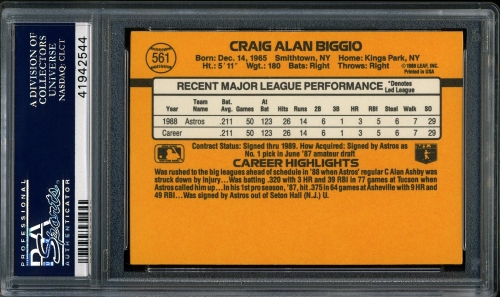 A DIVISION OF
COLLECTORS
UNIVERSE
NASDAQ: CLCT
41942544
PSA
Sports
AUTHENTICATOR
561
CRAIG ALAN BIGGIO
Born: Dec. 14, 1965 Smithtown, NY Home: Kings Park, NY
Ht.: 5' 11" Wgt.: 180 Bats: Right Throws: Right
© 1988 LEAF, INC.
Printed in USA
RECENT MAJOR LEAGUE PERFORMANCE
*Denotes
Led League
Year Team Name Bat. Avg. Games At Bat Hits Runs 2B 3B HR RBI Steal Walk SO
1988 Astros .211 50 123 26 14 6 1 3 5 6 7 29
Career .211 50 123 26 14 6 1 3 5 6 7 29
Contract Status: Signed thru 1989. How Acquired: Signed by Astros as
No. 1 pick in June '87 amateur draft
CAREER HIGHLIGHTS
Was rushed to the big leagues ahead of schedule in '88 when Astros' regular C Alan Ashby was
struck down by injury...Was batting .320 with 3 HR and 39 RBI in 77 games at Tucson when
Astros called him up...In his 1st pro season, '87, hit .375 in 64 games at Asheville with 9 HR and
49 RBI...Was signed by Astros out of Seton Hall (N.J.) U.